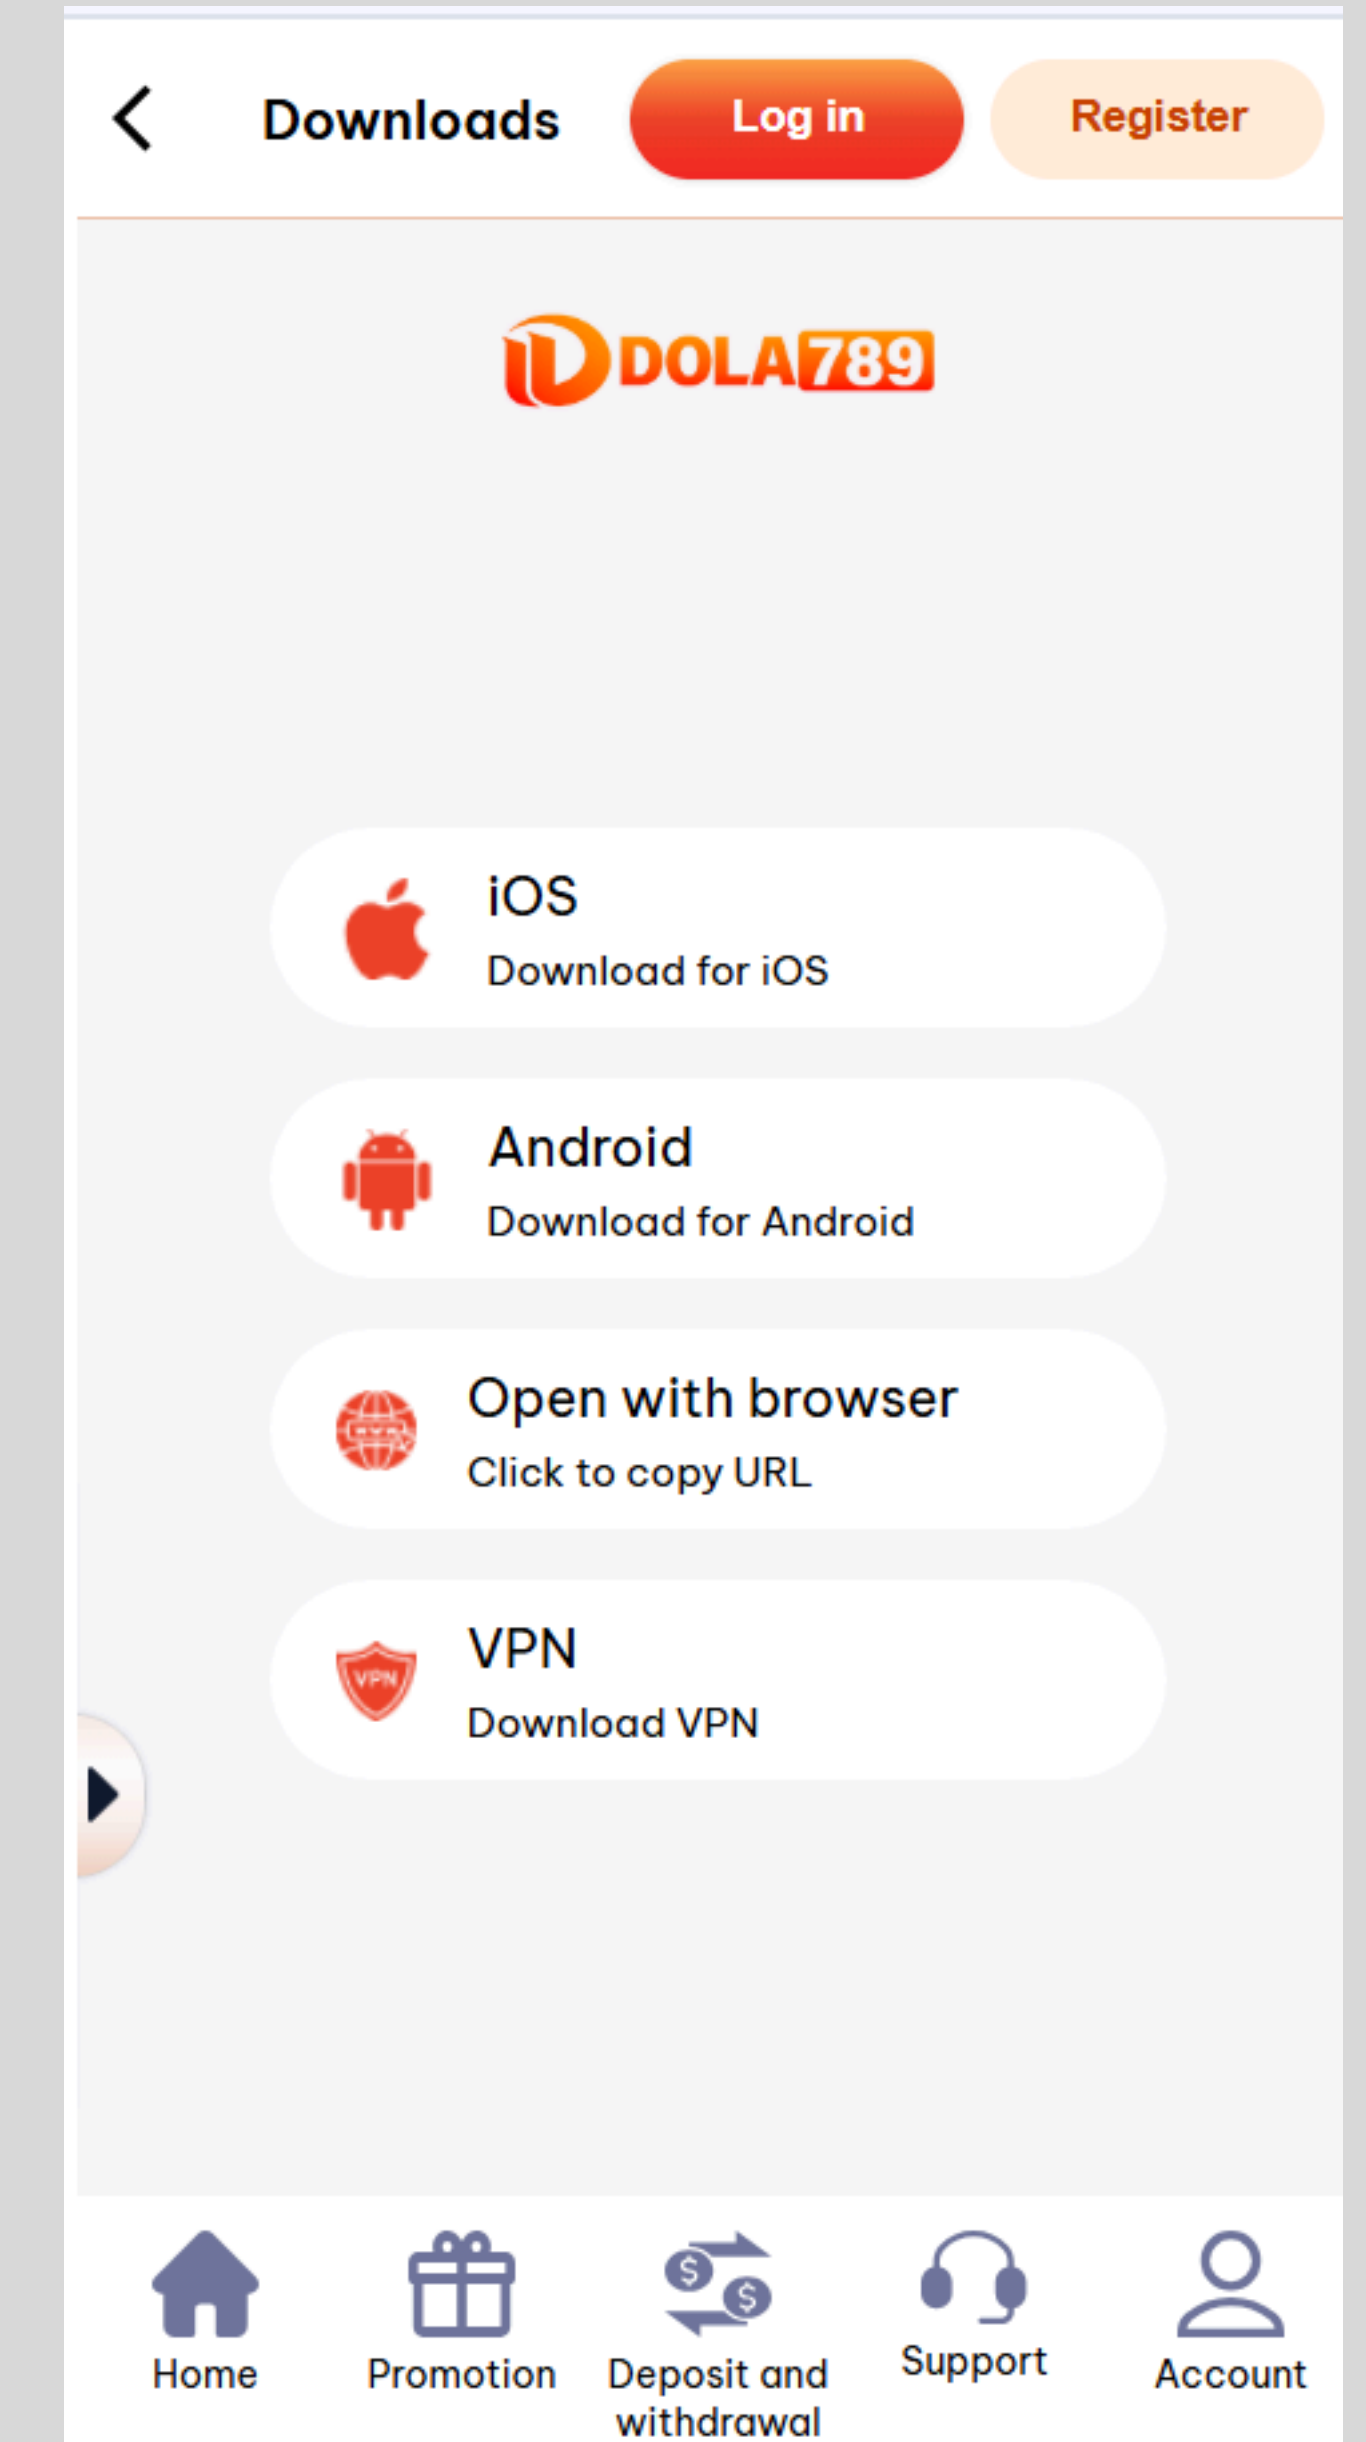 Downloads
Log in
Register
DOLA789
iOS
Download for iOS
Android
Download for Android
Open with browser
Click to copy URL
VPN
VPN
Download VPN
Home
Promotion
Deposit and
withdrawal
Support
Account